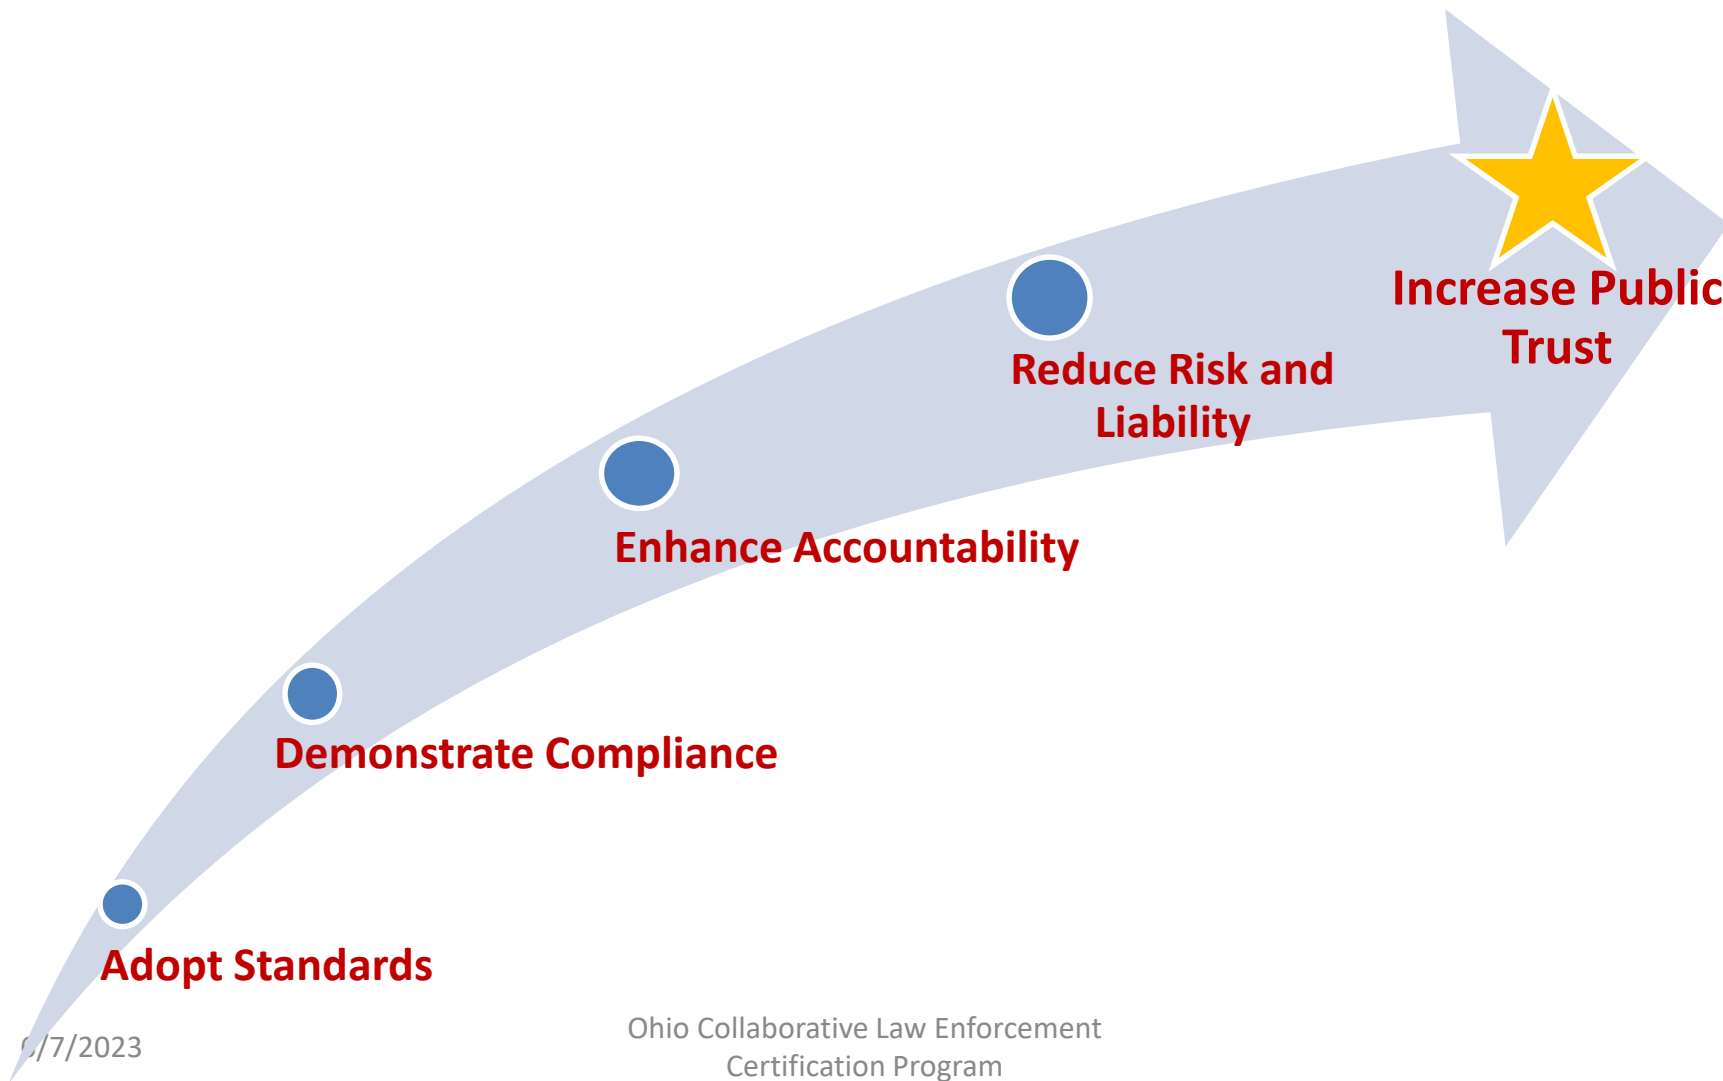 Increase Public
Trust
Reduce Risk and
Liability
Enhance Accountability
Demonstrate Compliance
Adopt Standards
6/7/2023
Ohio Collaborative Law Enforcement
Certification Program